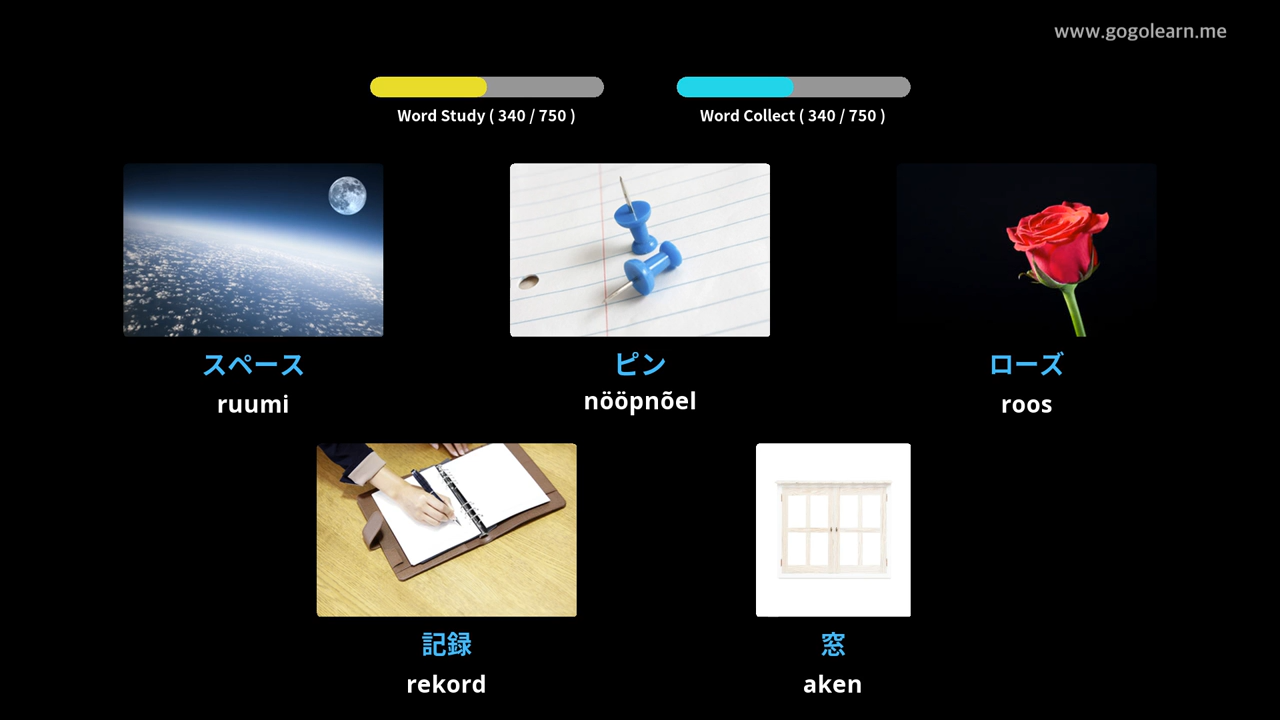 www.gogolearn.me
Word Study ( 340 / 750 )
Word Collect ( 340 / 750 )
スペース
ruumi
ピン
nööpnõel
ローズ
roos
記録
rekord
窓
aken